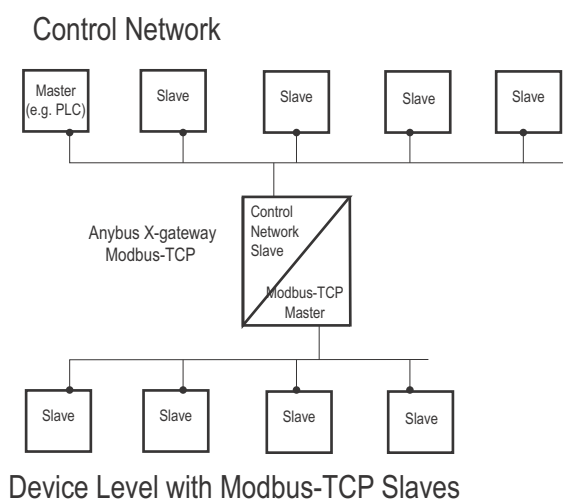 Control Network
Master
(e.g. PLC)
Slave
Slave
Slave
Slave
Anybus X-gateway
Modbus-TCP
Control
Network
Slave
Modbus-TCP
Master
Slave
Slave
Slave
Slave
Device Level with Modbus-TCP Slaves